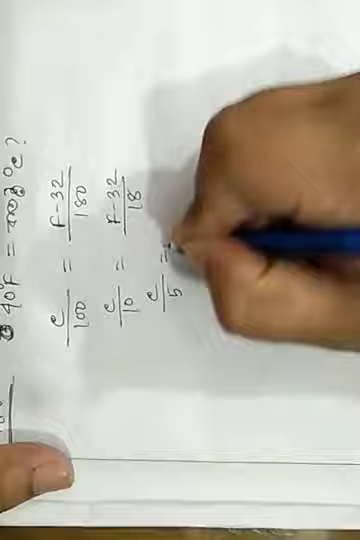 40°F = °C?
C/100 = F-32/180
C/10 = F-32/18
C/5 =